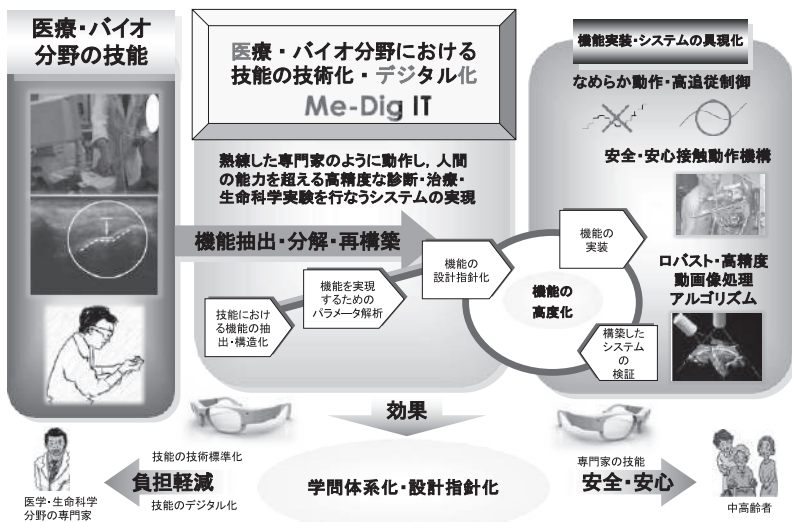 医療・バイオ
分野の技能
医療・バイオ分野における
技能の技術化・デジタル化
Me-Dig IT
熟練した専門家のように動作し，人間
の能力を超える高精度な診断・治療・
生命科学実験を行なうシステムの実現
機能抽出・分解・再構築
技能におけ
る機能の抽
出・構造化
機能を実現
するための
パラメータ解析
機能の
設計指針化
機能の
高度化
機能の
実装
構築した
システム
の
検証
機能実装・システムの具現化
なめらか動作・高追従制御
安全・安心接触動作機構
ロバスト・高精度
動画像処理
アルゴリズム
効果
学問体系化・設計指針化
技能の技術標準化
負担軽減
技能のデジタル化
医学・生命科学
分野の専門家
専門家の技能
安全・安心
中高齢者